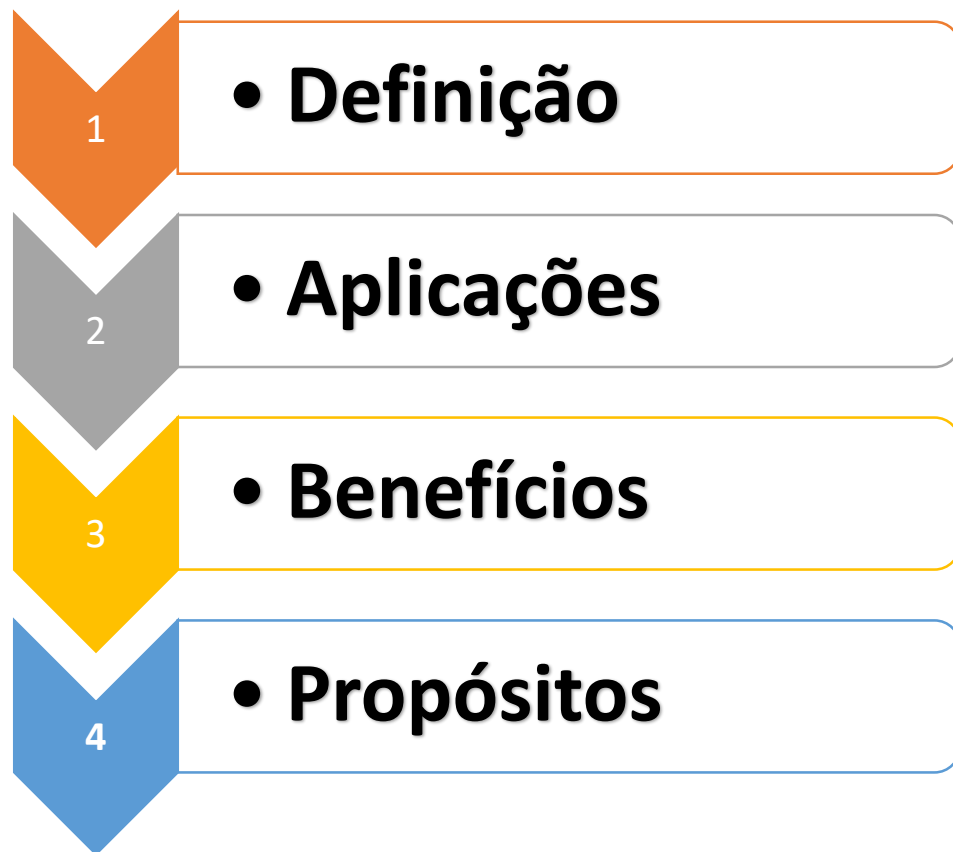 1
• Definição
2
• Aplicações
3
• Benefícios
4
• Propósitos